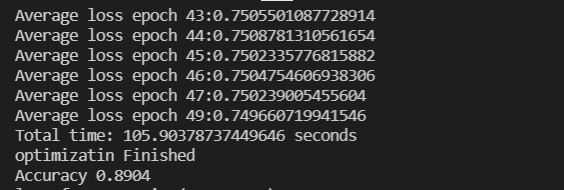 Average loss epoch 43:0.7505501087728914
Average loss epoch 44:0.7508781310561654
Average loss epoch 45:0.7502335776815882
Average loss epoch 46:0.7504754606938306
Average loss epoch 47:0.750239005455604
Average loss epoch 49:0.749660719941546
Total time: 105.90378737449646 seconds
optimizatin Finished
Accuracy 0.8904